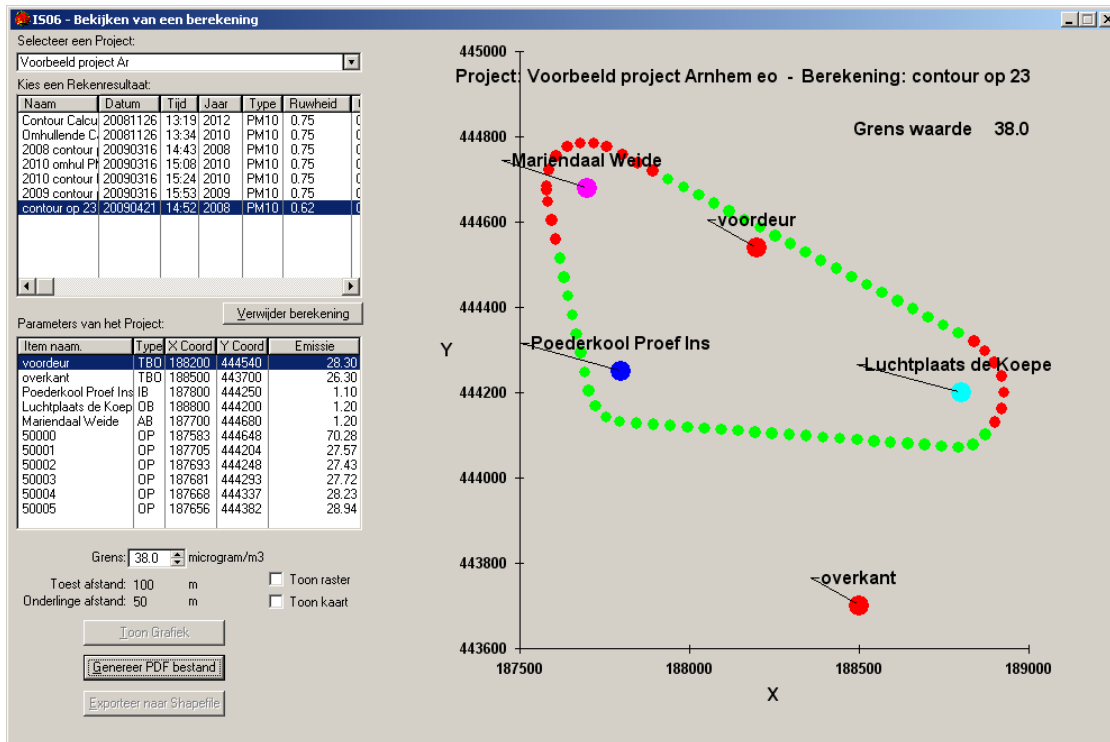 IS06 - Bekijken van een berekening
Selecteer een Project:
Voorbeeld project Ar
Kies een Rekenresultaat:
Naam Datum Tijd Jaar Type Ruwheid
Contour Calcu 20081126 13:19 2012 PM10 0.75
Omhullende C 20081126 13:34 2010 PM10 0.75
2008 contour 20090316 14:43 2008 PM10 0.75
2010 omhul P 20090316 15:08 2010 PM10 0.75
2010 contour 20090316 15:24 2010 PM10 0.75
2009 contour 20090316 15:53 2009 PM10 0.75
contour op 23 20090421 14:52 2008 PM10 0.62
Verwijder berekening
Parameters van het Project:
Item naam. Type X Coord Y Coord Emissie
voordeur TBO 188200 444540 28.30
overkant TBO 188500 443700 26.30
Poederkool Proef Ins IB 187800 444250 1.10
Luchtplaats de Koep OB 188800 444200 1.20
Mariendaal Weide AB 187700 444680 1.20
50000 OP 187583 444648 70.28
50001 OP 187705 444204 27.57
50002 OP 187693 444248 27.43
50003 OP 187681 444293 27.72
50004 OP 187668 444337 28.23
50005 OP 187656 444382 28.94
Grens: 38.0 microgram/m3
Toest afstand: 100 m
Onderlinge afstand: 50 m
Toon raster
Toon kaart
Toon Grafiek
Genereer PDF bestand
Exporteer naar Shapefile
Project: Voorbeeld project Arnhem eo - Berekening: contour op 23
Grens waarde 38.0
445000
444800
444600
444400
444200
444000
443800
443600
Y
Mariendaal Weide
voordeur
Poederkool Proef Ins
Luchtplaats de Koepe
overkant
187500 188000 188500 189000
X